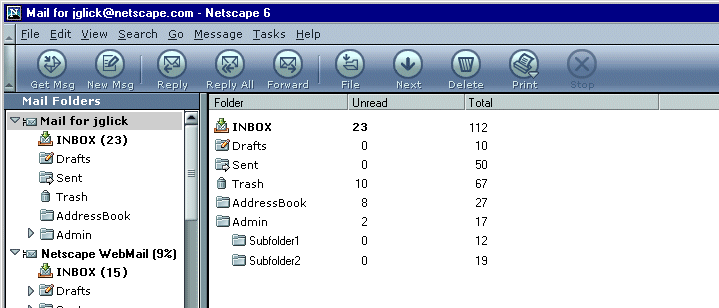 N Mail for jglick@netscape.com - Netscape 6
File Edit View Search Go Message Tasks Help
Get Msg New Msg Reply Reply All Forward File Next Delete Print Stop
Mail Folders
Mail for jglick
INBOX (23)
Drafts
Sent
Trash
AddressBook
Admin
Netscape WebMail (9%)
INBOX (15)
Drafts
Folder Unread Total
INBOX 23 112
Drafts 0 10
Sent 0 50
Trash 10 67
AddressBook 8 27
Admin 2 17
Subfolder1 0 12
Subfolder2 0 19